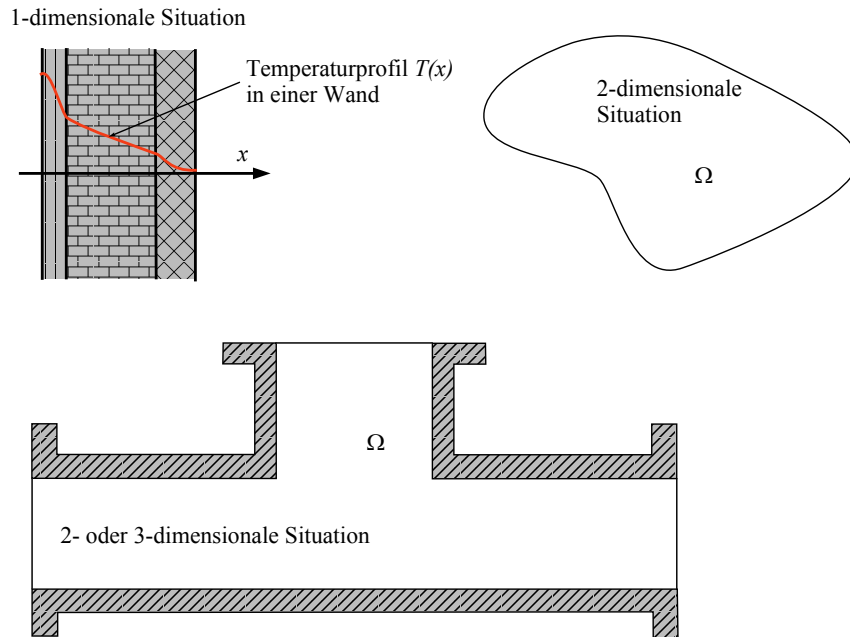 1-dimensionale Situation
Temperaturprofil T(x)
in einer Wand
x
2-dimensionale
Situation
Ω
Ω
2- oder 3-dimensionale Situation